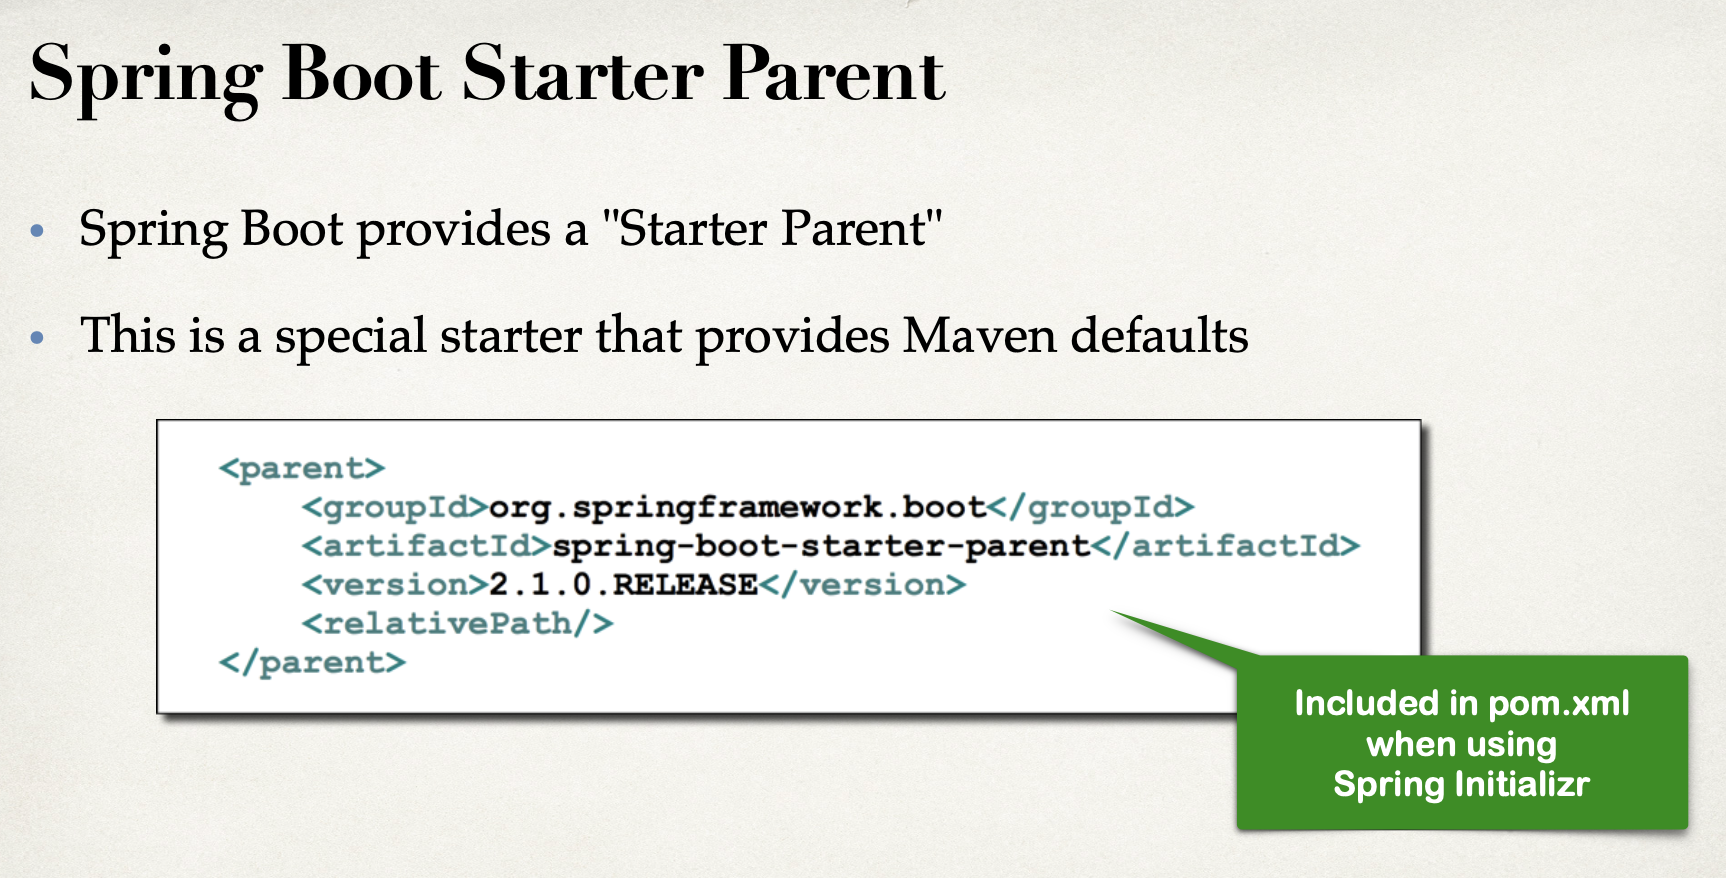 Spring Boot Starter Parent
• Spring Boot provides a "Starter Parent"
• This is a special starter that provides Maven defaults
<parent>
    <groupId>org.springframework.boot</groupId>
    <artifactId>spring-boot-starter-parent</artifactId>
    <version>2.1.0.RELEASE</version>
    <relativePath/>
</parent>
Included in pom.xml
when using
Spring Initializr